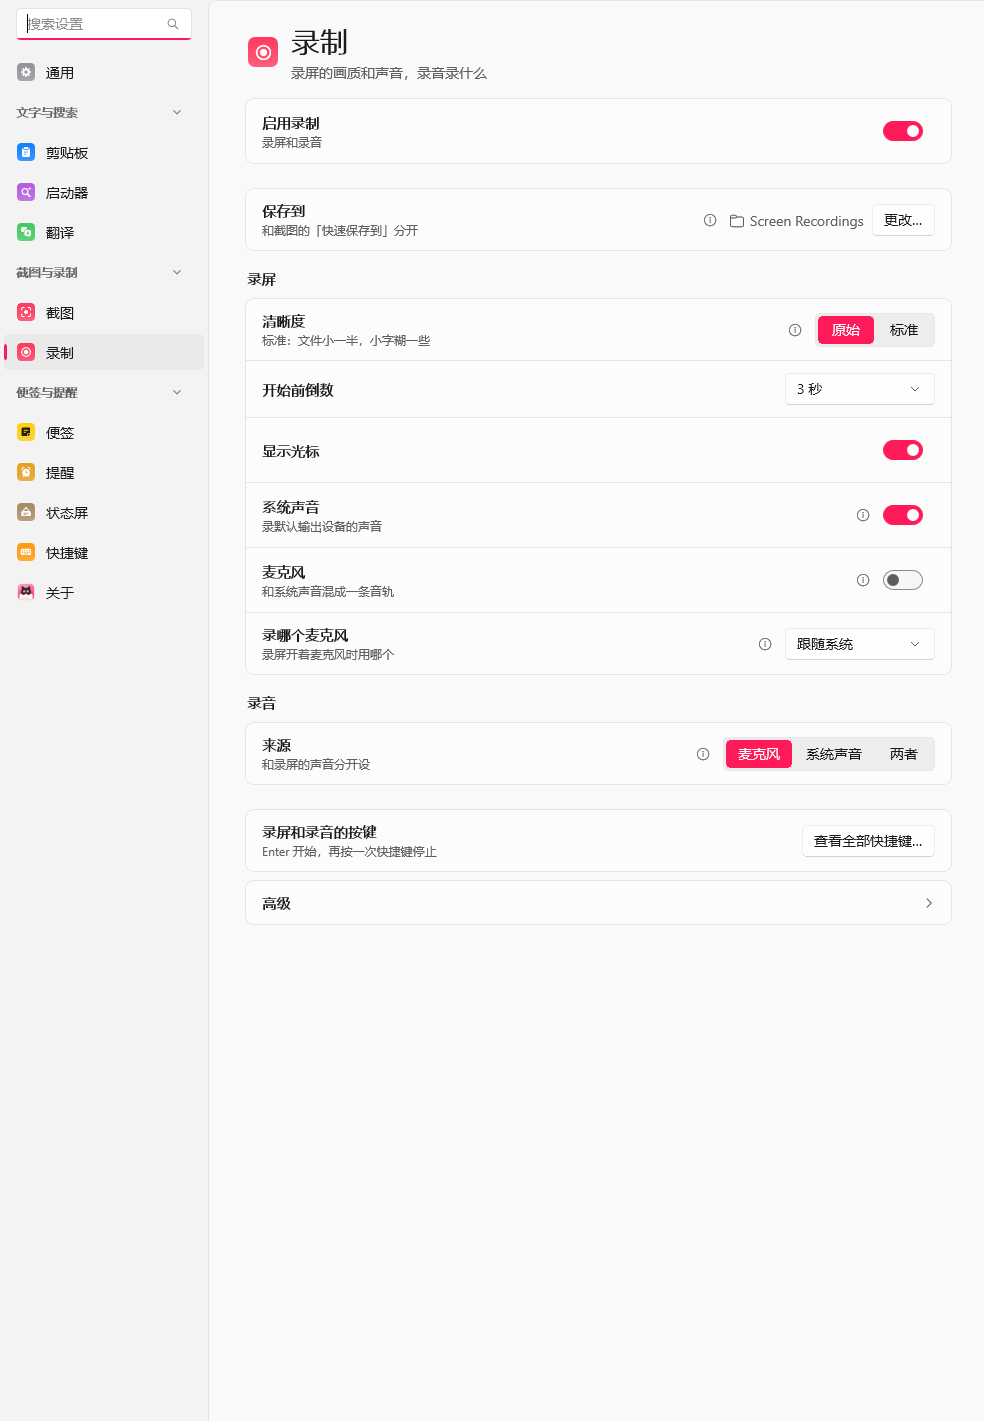 搜索设置
通用
文字与搜索
剪贴板
启动器
翻译
截图与录制
截图
录制
便签与提醒
便签
提醒
状态屏
快捷键
关于
录制
录屏的画质和声音，录音录什么
启用录制
录屏和录音
保存到
和截图的「快速保存到」分开
Screen Recordings
更改...
录屏
清晰度
标准：文件小一半，小字糊一些
原始
标准
开始前倒数
3 秒
显示光标
系统声音
录默认输出设备的声音
麦克风
和系统声音混成一条音轨
录哪个麦克风
录屏开着麦克风时用哪个
跟随系统
录音
来源
和录屏的声音分开设
麦克风
系统声音
两者
录屏和录音的按键
Enter 开始，再按一次快捷键停止
查看全部快捷键...
高级